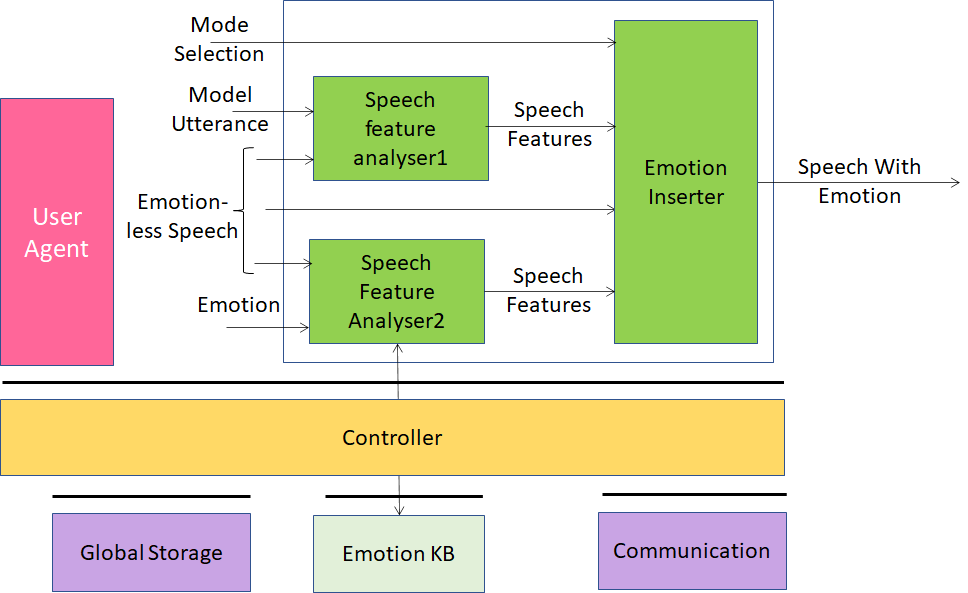 Mode
Selection
Model
Utterance
Speech
feature
analyser1
Speech
Features
Emotion
Inserter
Speech With
Emotion
User
Agent
Emotion-
less Speech
Speech
Feature
Analyser2
Speech
Features
Emotion
Controller
Global Storage
Emotion KB
Communication